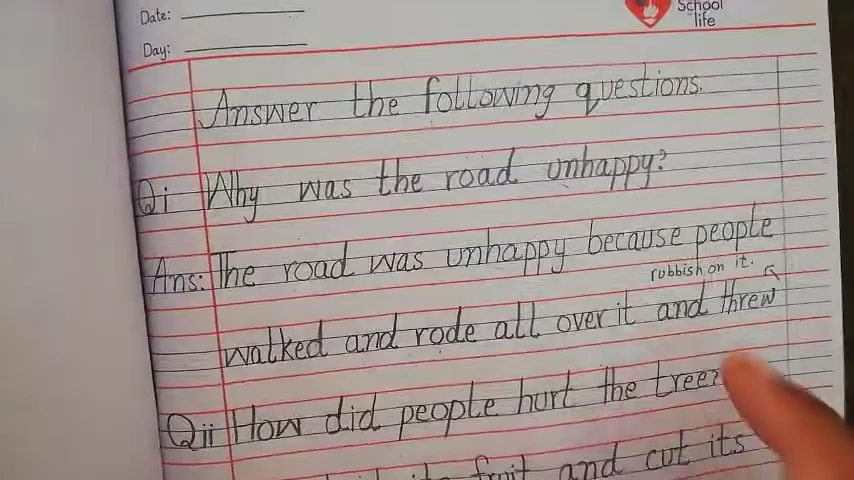 Date:
School
life
Day:
Answer the following questions.
Qi Why was the road unhappy?
Ans: The road was unhappy because people
rubbish on it.
walked and rode all over it and threw
Qii How did people hurt the tree?
fruit and cut its